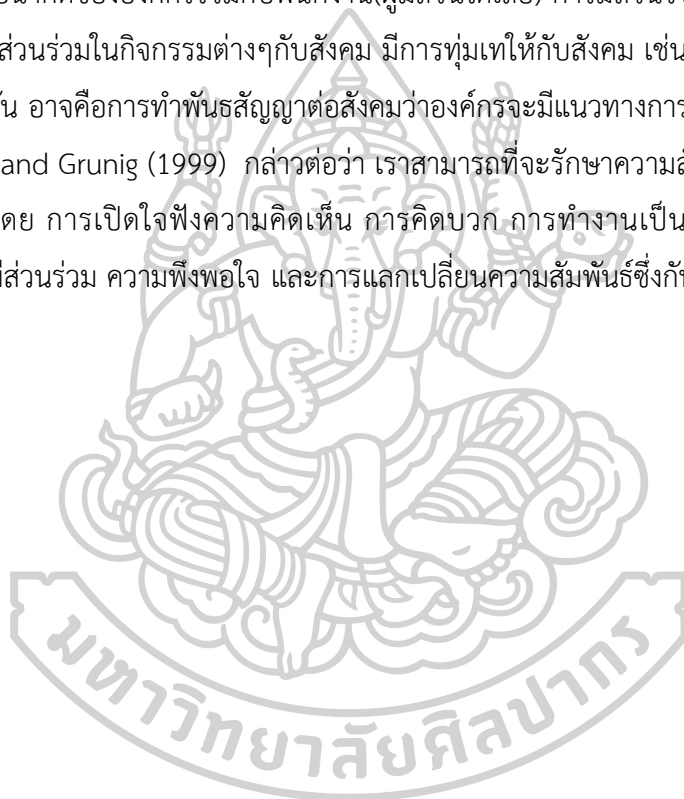 ส่วนร่วมในกิจกรรมต่างๆกับสังคม มีการทุ่มเทให้กับสังคม เช่น
อาจคือการทำพันธสัญญาต่อสังคมว่าองค์กรจะมีแนวทางการ
and Grunig (1999) กล่าวต่อว่า เราสามารถที่จะรักษาความ
การเปิดใจฟังความคิดเห็น การคิดบวก การทำงานเป็น
ส่วนร่วม ความพึงพอใจ และการแลกเปลี่ยนความสัมพันธ์ซึ่งกั
มหาวิทยาลัยศิลปากร